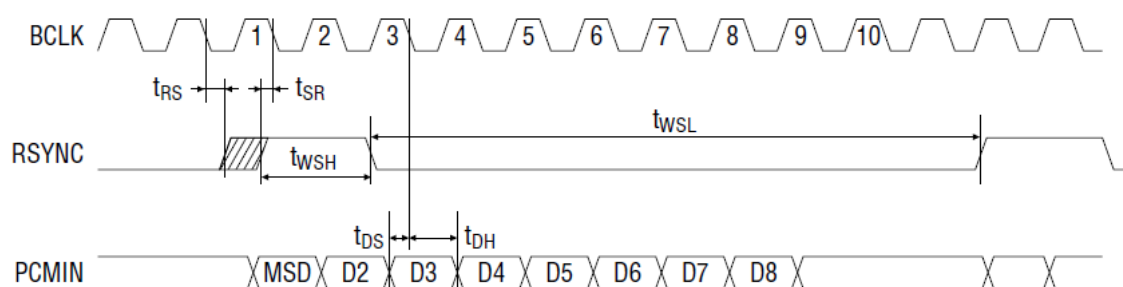 BCLK 1 2 3 4 5 6 7 8 9 10
tRS tSR
tWSL
RSYNC tWSH
tDS tDH
PCMIN MSD D2 D3 D4 D5 D6 D7 D8